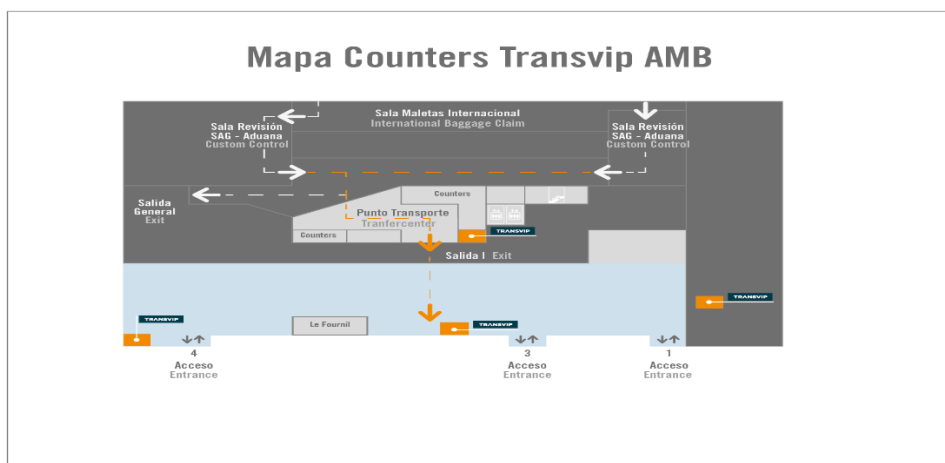 Mapa Counters Transvip AMB
Sala Maletas Internacional
International Baggage Claim
Sala Revisión
SAG - Aduana
Custom Control
Sala Revisión
SAG - Aduana
Custom Control
Salida
General
Exit
Counters
Punto Transporte
Tranfercenter
Counters
TRANSVIP
Salida | Exit
TRANSVIP
TRANSVIP
Le Fournil
TRANSVIP
4
Acceso
Entrance
3
Acceso
Entrance
1
Acceso
Entrance